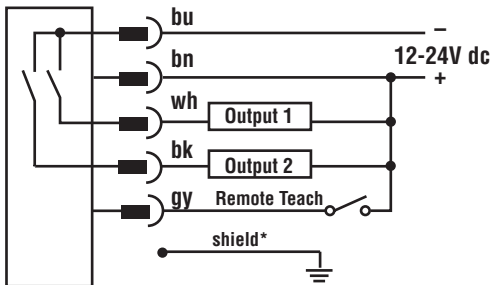 bu
–
12-24V dc
+
bn
wh
Output 1
bk
Output 2
gy
Remote Teach
shield*